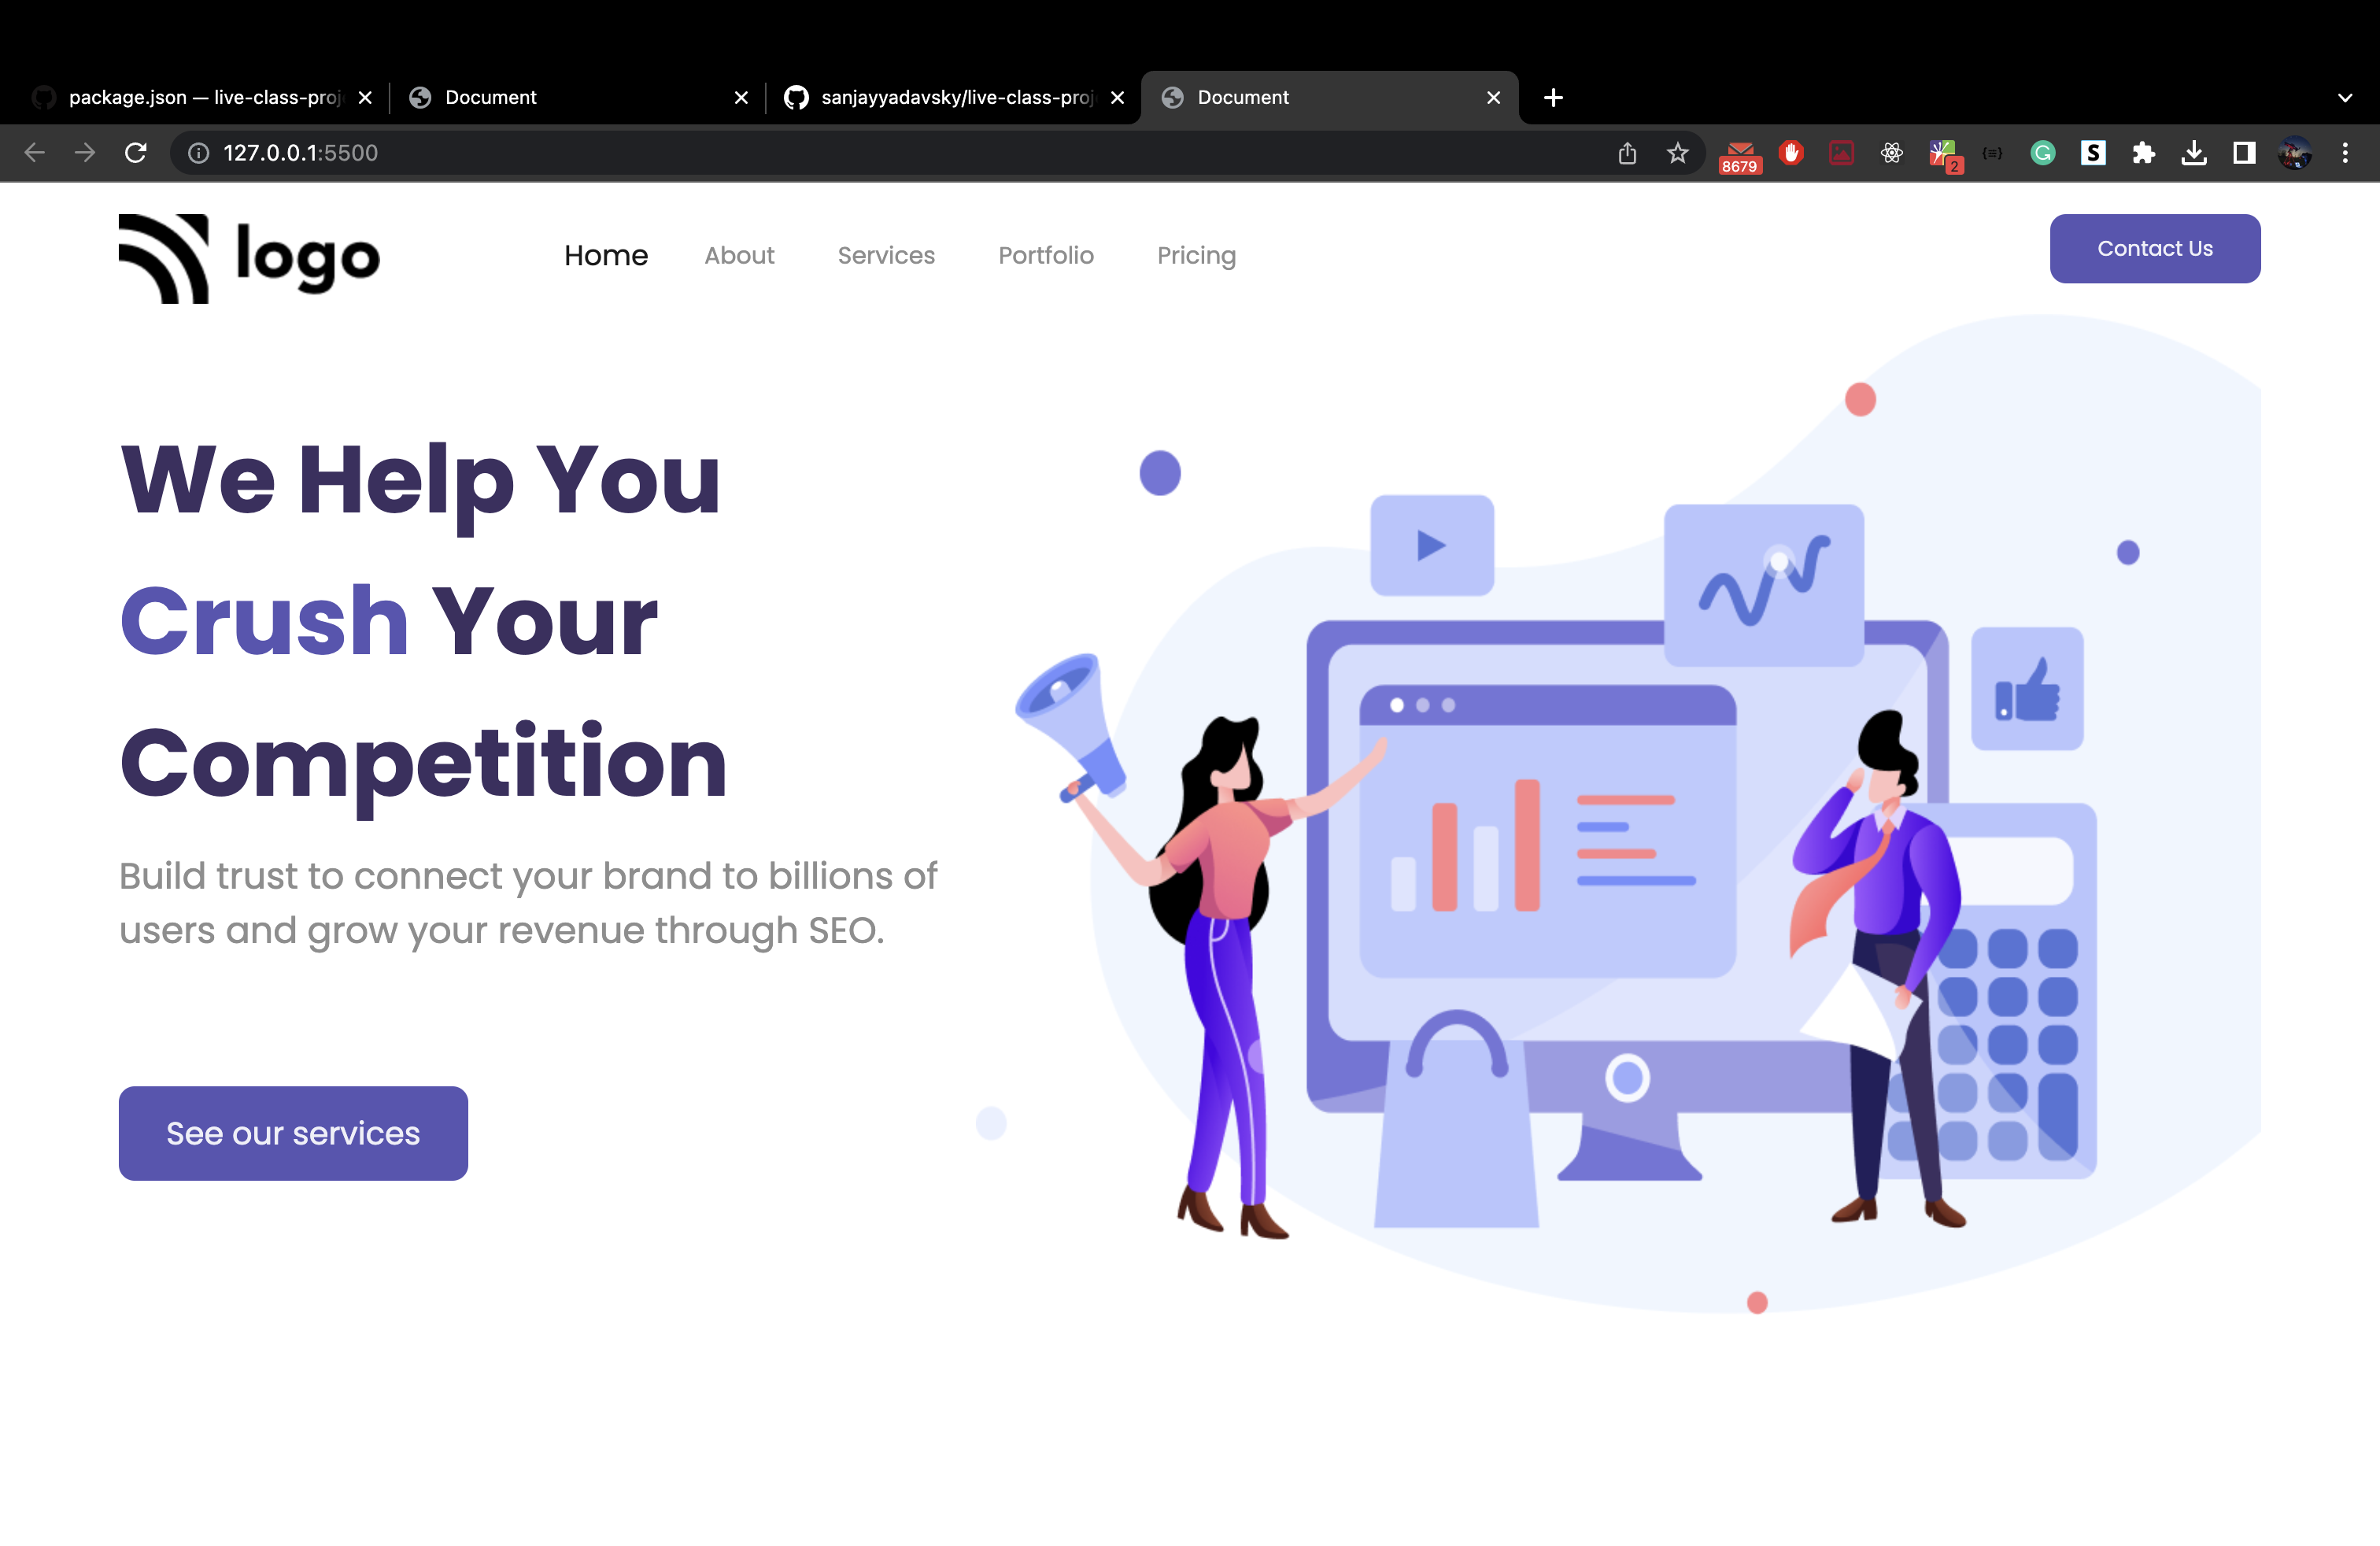 package.json — live-class-proj
Document
sanjayyadavsky/live-class-proj
Document
127.0.0.1:5500
8679
2
S
logo
Home
About
Services
Portfolio
Pricing
Contact Us
We Help You
Crush Your
Competition
Build trust to connect your brand to billions of
users and grow your revenue through SEO.
See our services